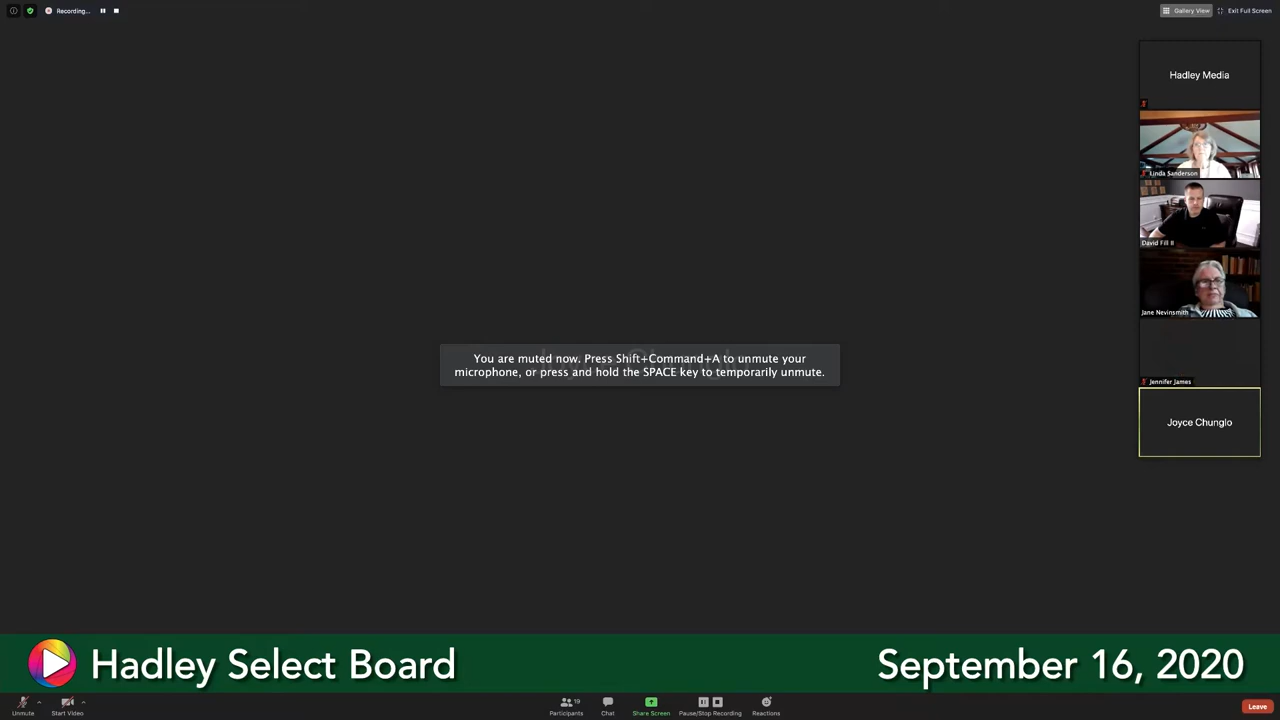 Recording...
Gallery View
Exit Full Screen
Hadley Media
Linda Sanderson
David Fill II
Jane Nevinsmith
You are muted now. Press Shift+Command+A to unmute your
microphone, or press and hold the SPACE key to temporarily unmute.
Jennifer James
Joyce Chunglo
Hadley Select Board
September 16, 2020
Unmute
Start Video
Participants
19
Chat
Share Screen
Pause/Stop Recording
Reactions
Leave